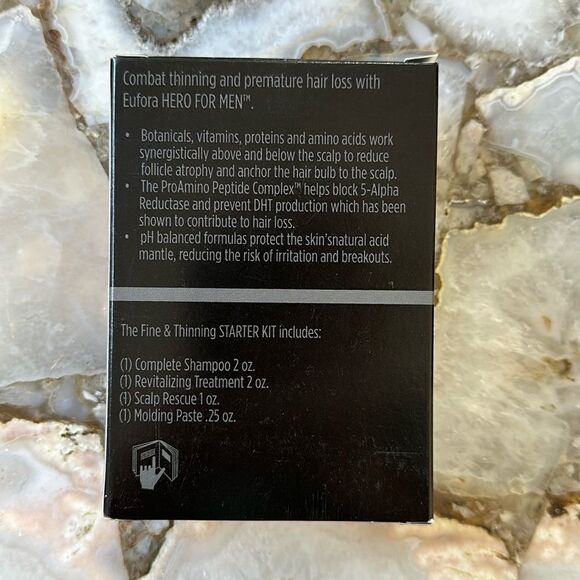 Combat thinning and premature hair loss with
Eufora HERO FOR MEN™.
• Botanicals, vitamins, proteins and amino acids work
synergistically above and below the scalp to reduce
follicle atrophy and anchor the hair bulb to the scalp.
• The ProAmino Peptide Complex™ helps block 5-Alpha
Reductase and prevent DHT production which has been
shown to contribute to hair loss.
• pH balanced formulas protect the skin'snatural acid
mantle, reducing the risk of irritation and breakouts.
The Fine & Thinning STARTER KIT includes:
(1) Complete Shampoo 2 oz.
(1) Revitalizing Treatment 2 oz.
(1) Scalp Rescue 1 oz.
(1) Molding Paste .25 oz.